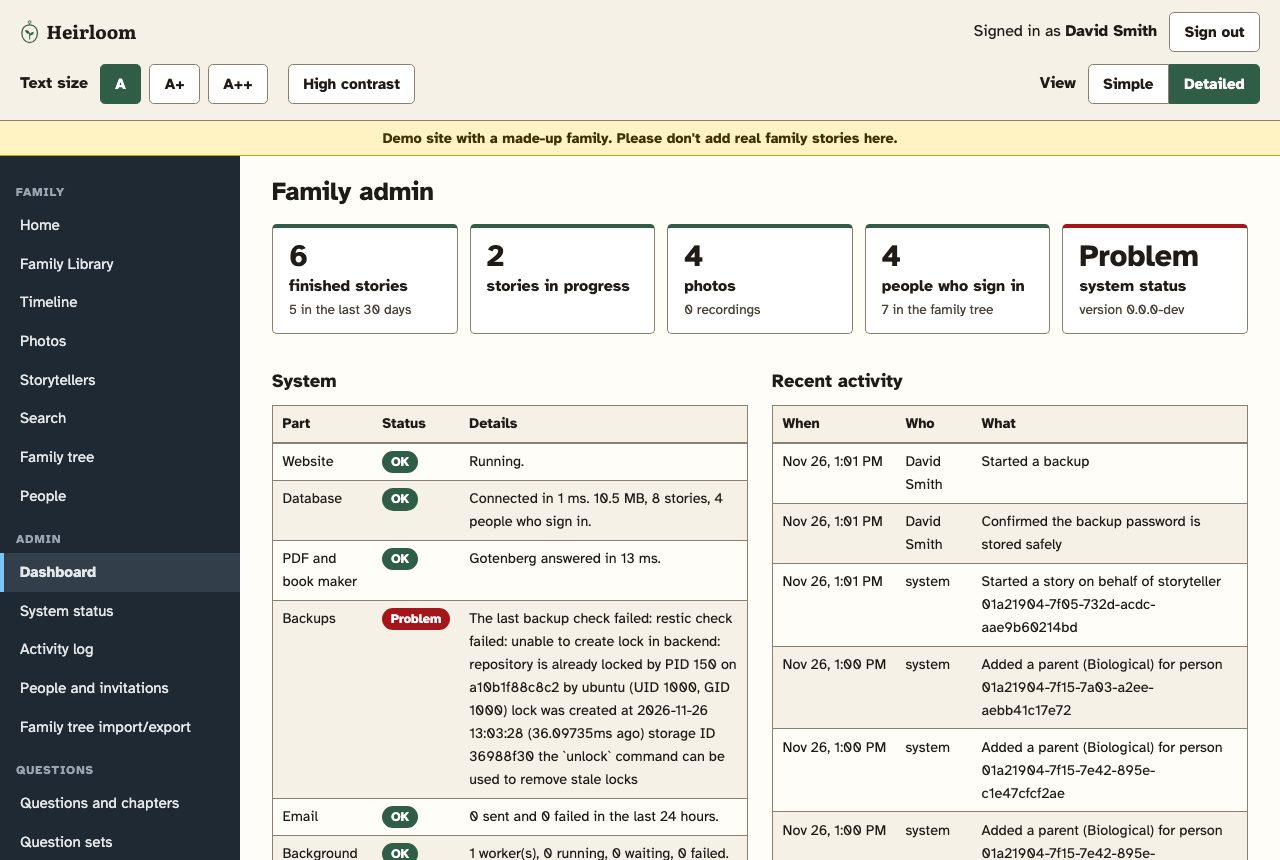 Heirloom
Signed in as David Smith
Sign out
Text size
A
A+
A++
High contrast
View
Simple
Detailed
Demo site with a made-up family. Please don't add real family stories here.
FAMILY
Home
Family Library
Timeline
Photos
Storytellers
Search
Family tree
People
ADMIN
Dashboard
System status
Activity log
People and invitations
Family tree import/export
QUESTIONS
Questions and chapters
Question sets
Family admin
6
finished stories
5 in the last 30 days
2
stories in progress
4
photos
0 recordings
4
people who sign in
7 in the family tree
Problem
system status
version 0.0.0-dev
System
Part Status Details
Website OK Running.
Database OK Connected in 1 ms. 10.5 MB, 8 stories, 4
people who sign in.
PDF and OK Gotenberg answered in 13 ms.
book maker
Backups Problem The last backup check failed: restic check
failed: unable to create lock in backend:
repository is already locked by PID 150 on
a10b1f88c8c2 by ubuntu (UID 1000, GID
1000) lock was created at 2026-11-26
13:03:28 (36.09735ms ago) storage ID
36988f30 the `unlock` command can be
used to remove stale locks
Email OK 0 sent and 0 failed in the last 24 hours.
Background OK 1 worker(s), 0 running, 0 waiting, 0 failed.
Recent activity
When Who What
Nov 26, 1:01 PM David Started a backup
Smith
Nov 26, 1:01 PM David Confirmed the backup password is
Smith stored safely
Nov 26, 1:01 PM system Started a story on behalf of storyteller
01a21904-7f05-732d-acdc-
aae9b60214bd
Nov 26, 1:00 PM system Added a parent (Biological) for person
01a21904-7f15-7a03-a2ee-
aebb41c17e72
Nov 26, 1:00 PM system Added a parent (Biological) for person
01a21904-7f15-7e42-895e-
c1e47cfcf2ae
Nov 26, 1:00 PM system Added a parent (Biological) for person
01a21904-7f15-7e42-895e-